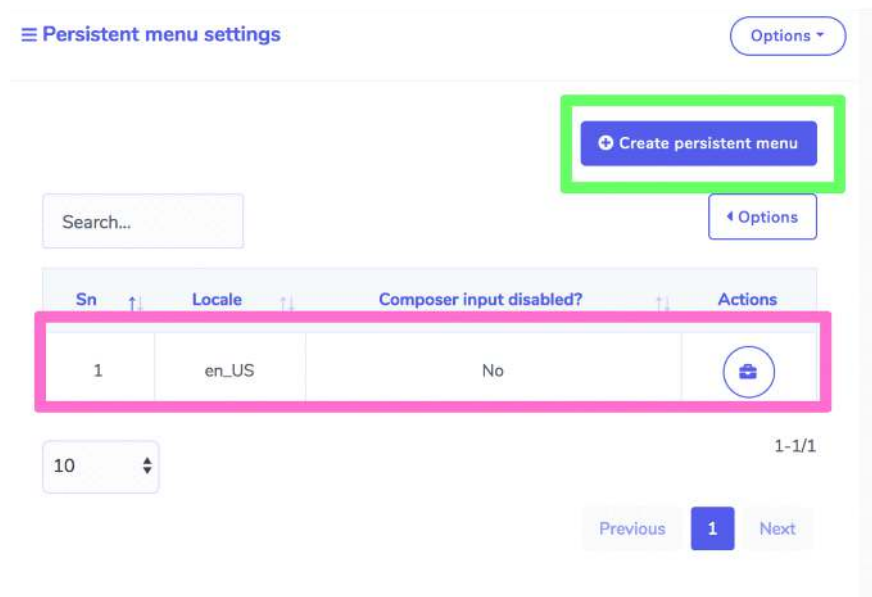 Persistent menu settings
Options
Create persistent menu
Search...
Options
Sn Locale Composer input disabled? Actions
1 en_US No
10
1-1/1
Previous 1 Next